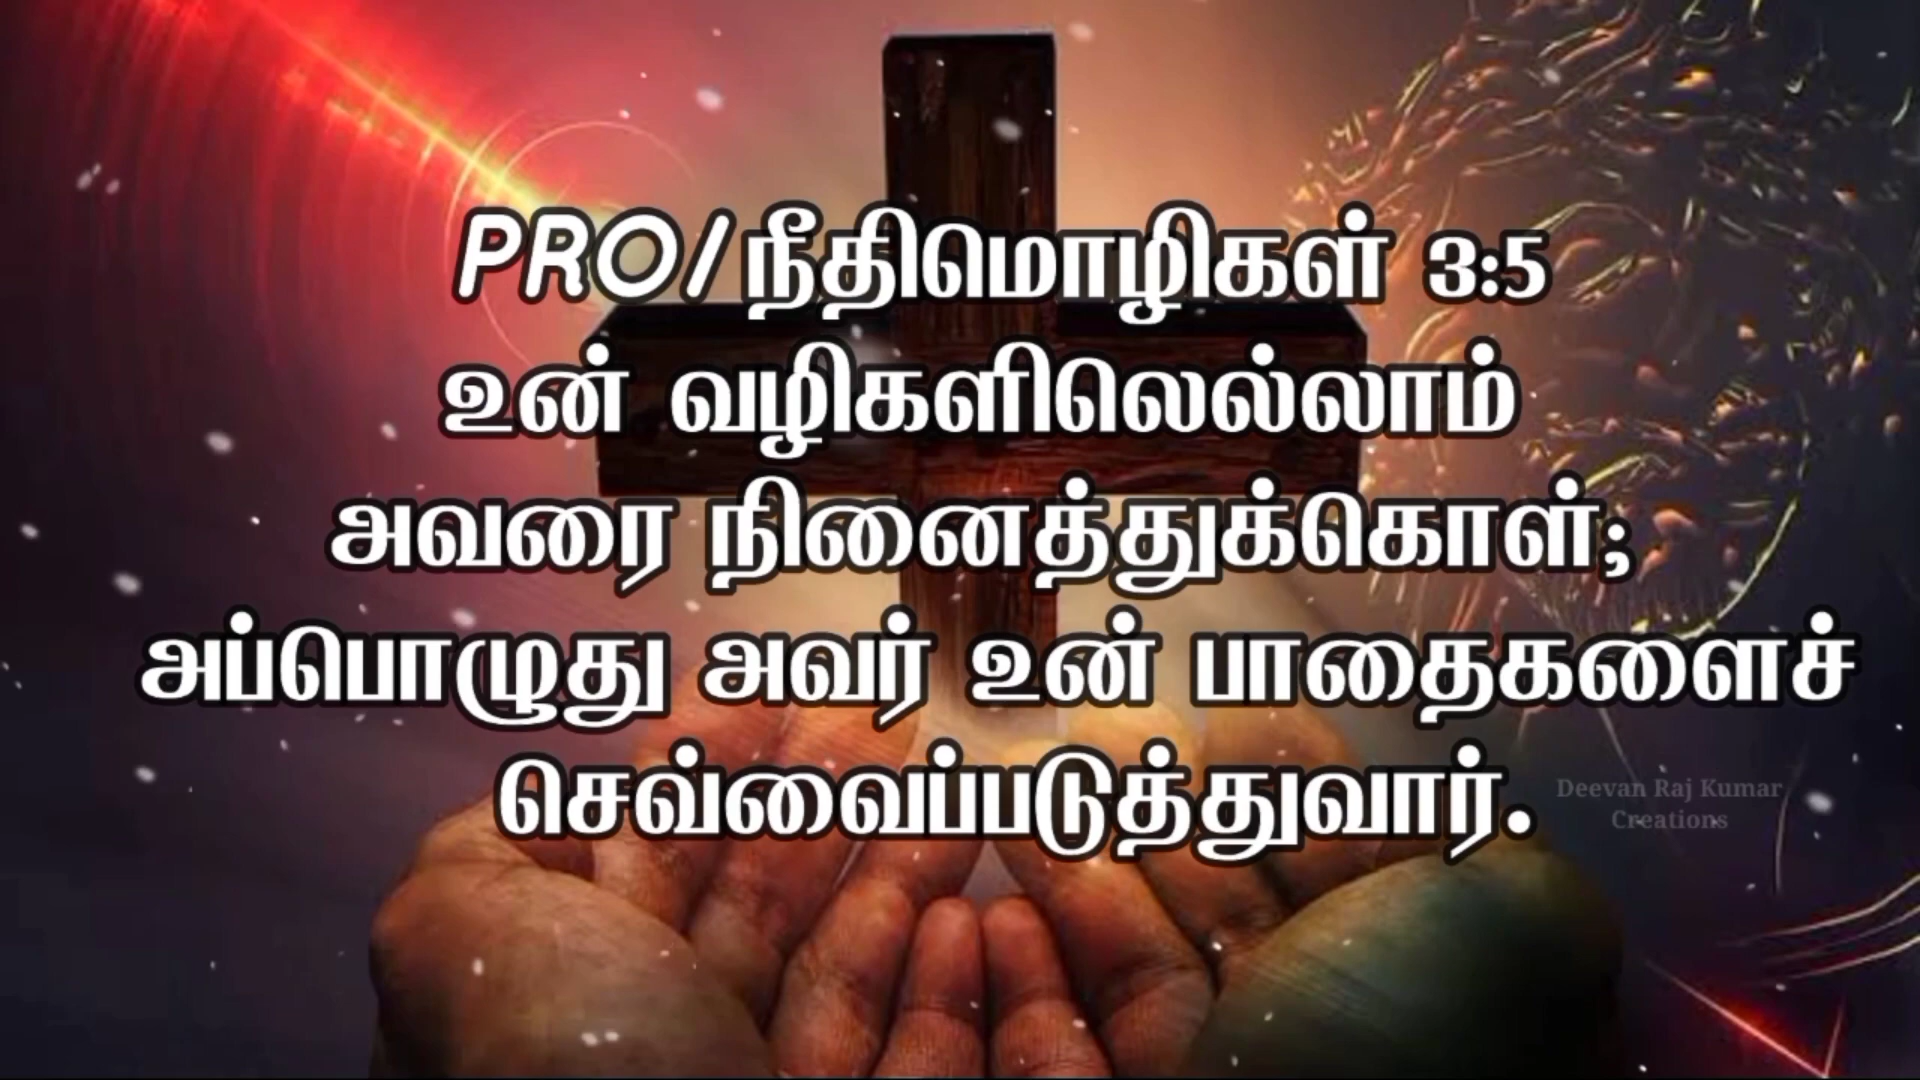 PRO/நீதிமொழிகள் 3:5
உன் வழிகளிலெல்லாம்
அவரை நினைத்துக்கொள்;
அப்பொழுது அவர் உன் பாதைகளைச்
செவ்வைப்படுத்துவார்.
Deevan Raj Kumar
Creations